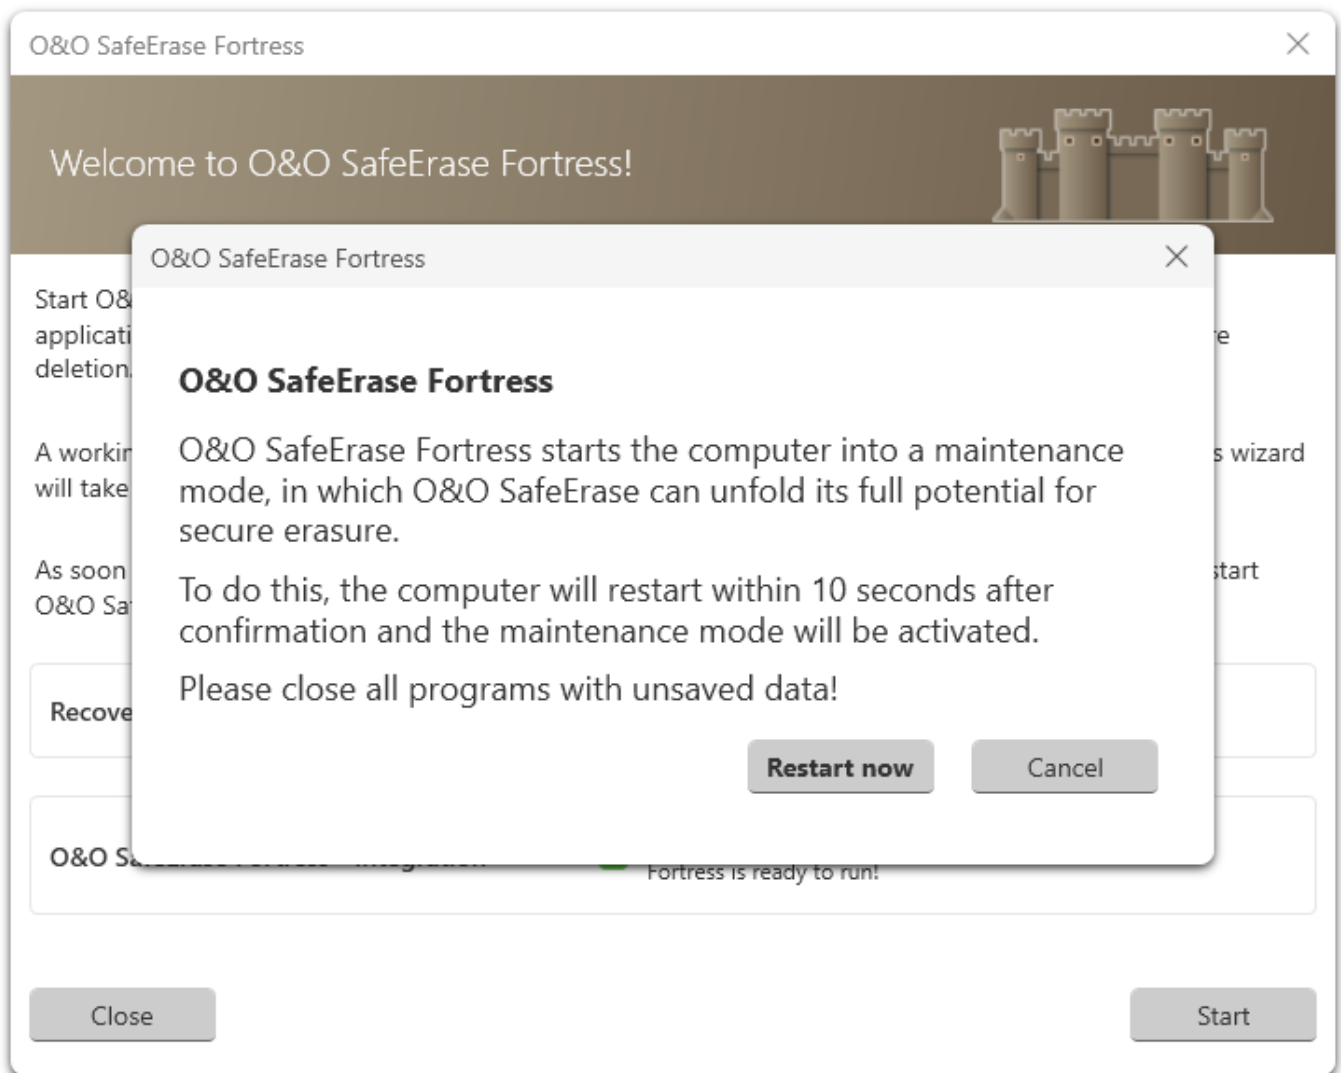 O&O SafeErase Fortress
Welcome to O&O SafeErase Fortress!
O&O SafeErase Fortress
Start O&
applicati
deletion.
e
O&O SafeErase Fortress
O&O SafeErase Fortress starts the computer into a maintenance
mode, in which O&O SafeErase can unfold its full potential for
secure erasure.
A workin
will take
s wizard
To do this, the computer will restart within 10 seconds after
confirmation and the maintenance mode will be activated.
As soon
O&O Sa
start
Please close all programs with unsaved data!
Recove
Restart now
Cancel
O&O S
Fortress is ready to run!
Close
Start